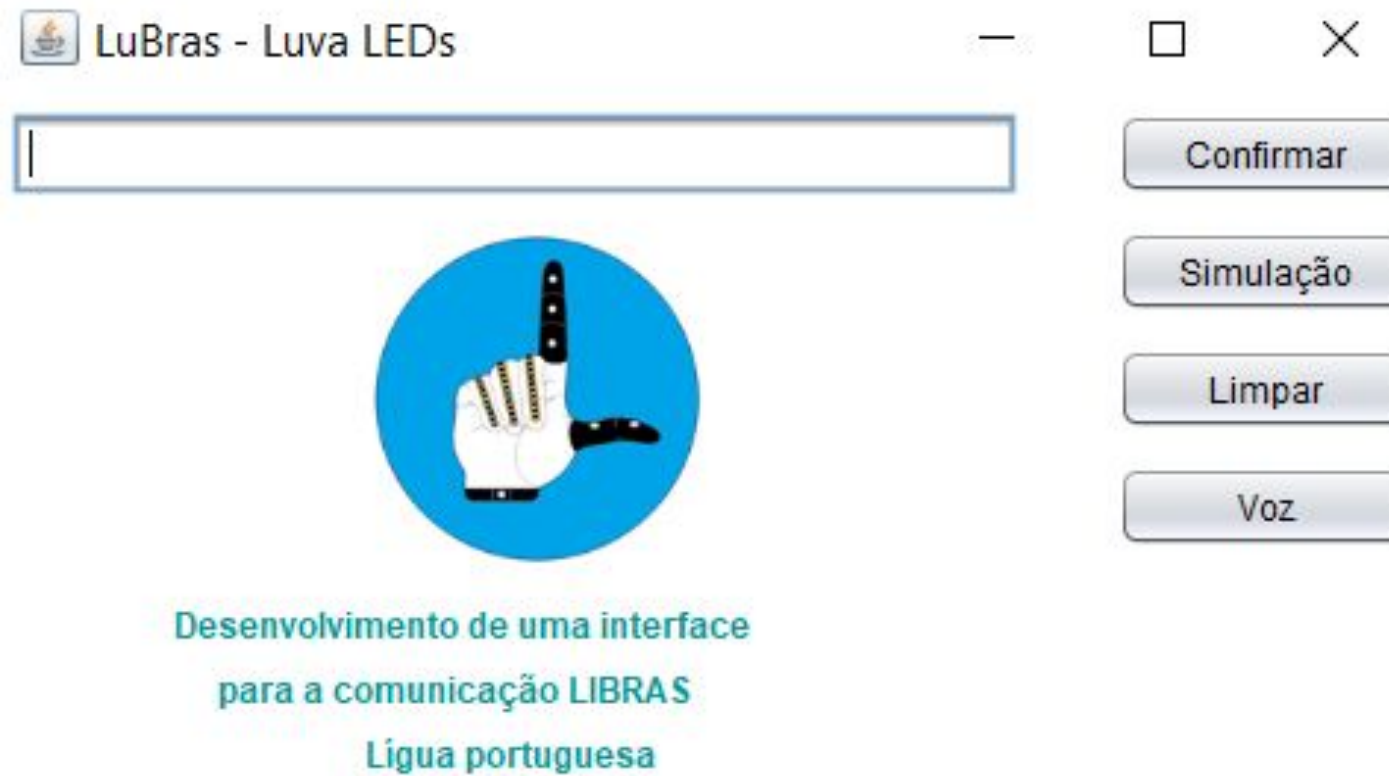 LuBras - Luva LEDs
Confirmar
Simulação
Limpar
Voz
Desenvolvimento de uma interface
para a comunicação LIBRAS
Lígua portuguesa